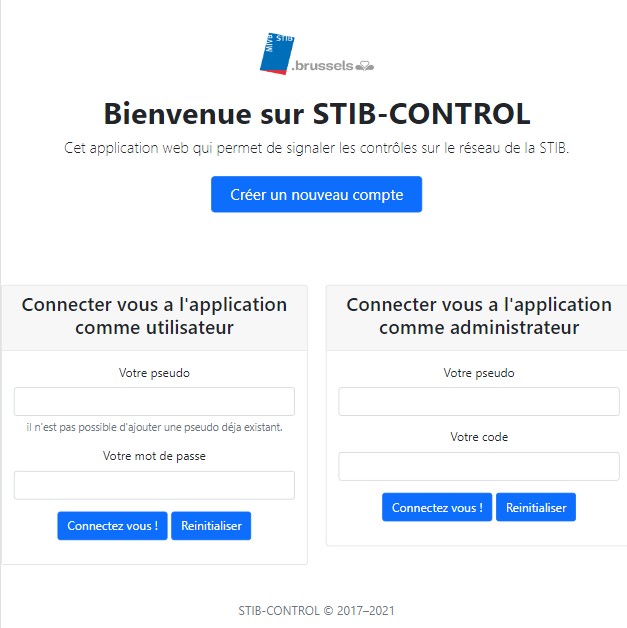 MIVB STIB
.brussels
Bienvenue sur STIB-CONTROL
Cet application web qui permet de signaler les contrôles sur le réseau de la STIB.
Créer un nouveau compte
Connecter vous a l'application
comme utilisateur
Votre pseudo
il n'est pas possible d'ajouter une pseudo déja existant.
Votre mot de passe
Connectez vous ! Reinitialiser
Connecter vous a l'application
comme administrateur
Votre pseudo
Votre code
Connectez vous ! Reinitialiser
STIB-CONTROL © 2017–2021